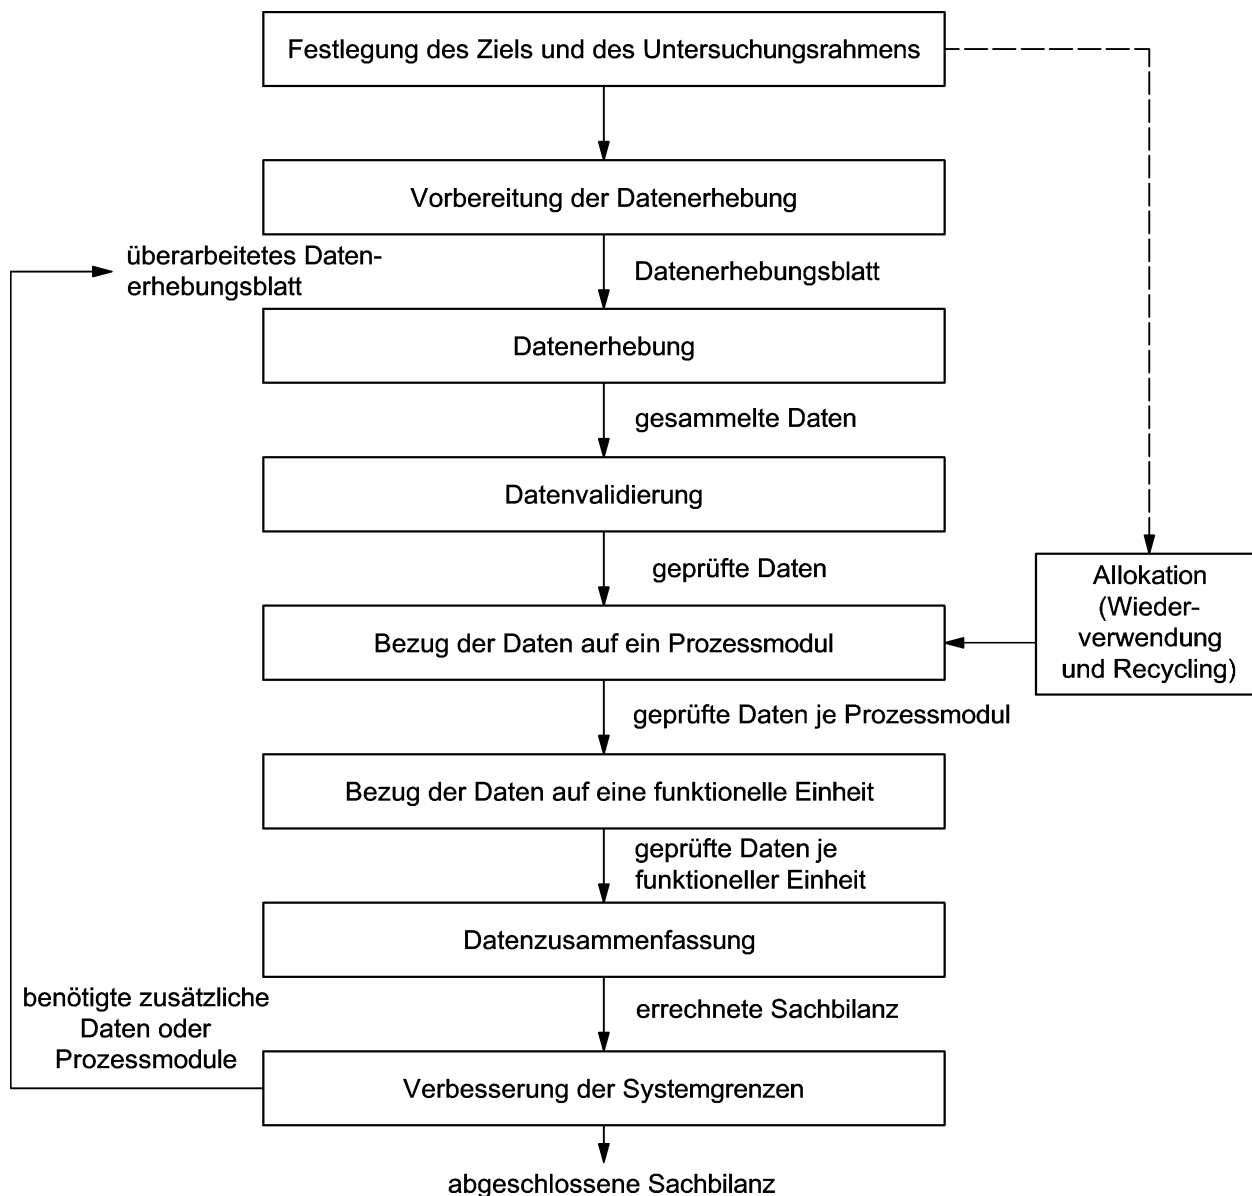 Festlegung des Ziels und des Untersuchungsrahmens
Vorbereitung der Datenerhebung
überarbeitetes Daten-
erhebungsblatt
Datenerhebungsblatt
Datenerhebung
gesammelte Daten
Datenvalidierung
geprüfte Daten
Allokation
(Wieder-
verwendung
und Recycling)
Bezug der Daten auf ein Prozessmodul
geprüfte Daten je Prozessmodul
Bezug der Daten auf eine funktionelle Einheit
geprüfte Daten je
funktioneller Einheit
Datenzusammenfassung
benötigte zusätzliche
Daten oder
Prozessmodule
errechnete Sachbilanz
Verbesserung der Systemgrenzen
abgeschlossene Sachbilanz